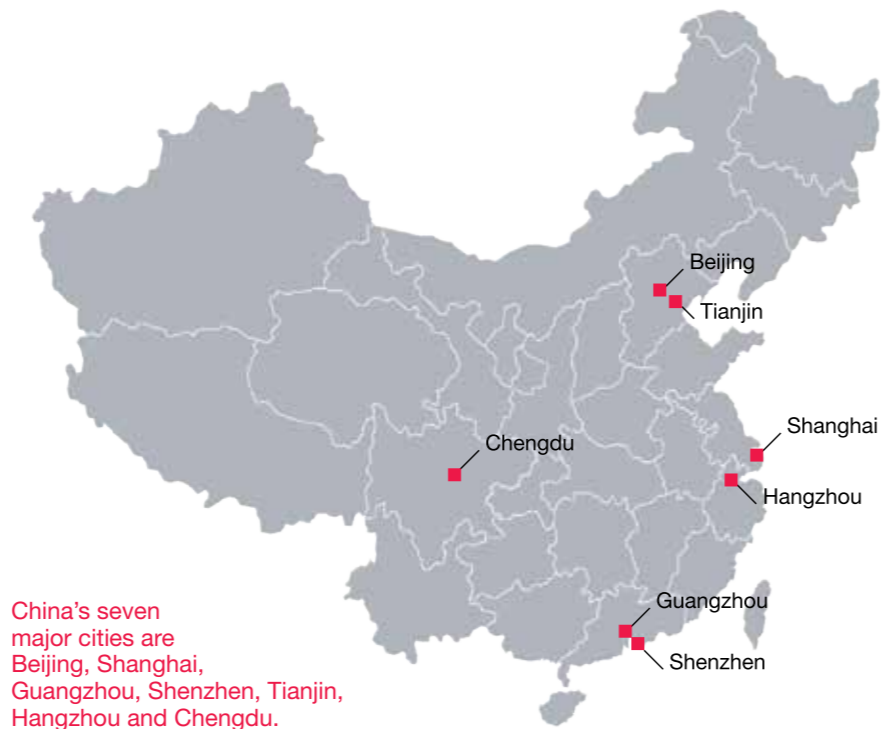 Beijing
Tianjin
Shanghai
Chengdu
Hangzhou
Guangzhou
Shenzhen
China’s seven
major cities are
Beijing, Shanghai,
Guangzhou, Shenzhen, Tianjin,
Hangzhou and Chengdu.